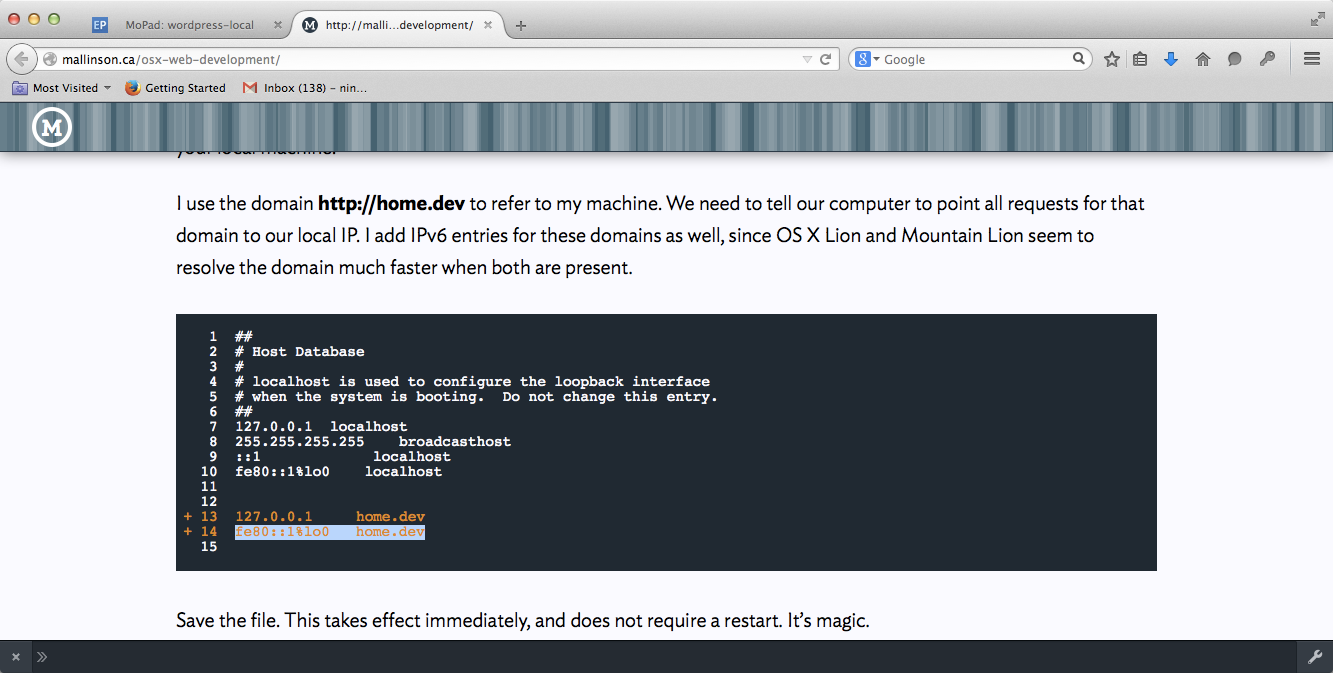 EP MoPad: wordpress-local
M http://malli...development/
mallinson.ca/osx-web-development/
8 Google
Most Visited Getting Started Inbox (138) – nin...
M
your local machine.
I use the domain http://home.dev to refer to my machine. We need to tell our computer to point all requests for that
domain to our local IP. I add IPv6 entries for these domains as well, since OS X Lion and Mountain Lion seem to
resolve the domain much faster when both are present.
1 ##
2 # Host Database
3 #
4 # localhost is used to configure the loopback interface
5 # when the system is booting.  Do not change this entry.
6 ##
7 127.0.0.1  localhost
8 255.255.255.255    broadcasthost
9 ::1             localhost
10 fe80::1%lo0    localhost
11
12
+ 13 127.0.0.1     home.dev
+ 14 fe80::1%lo0   home.dev
15
Save the file. This takes effect immediately, and does not require a restart. It’s magic.